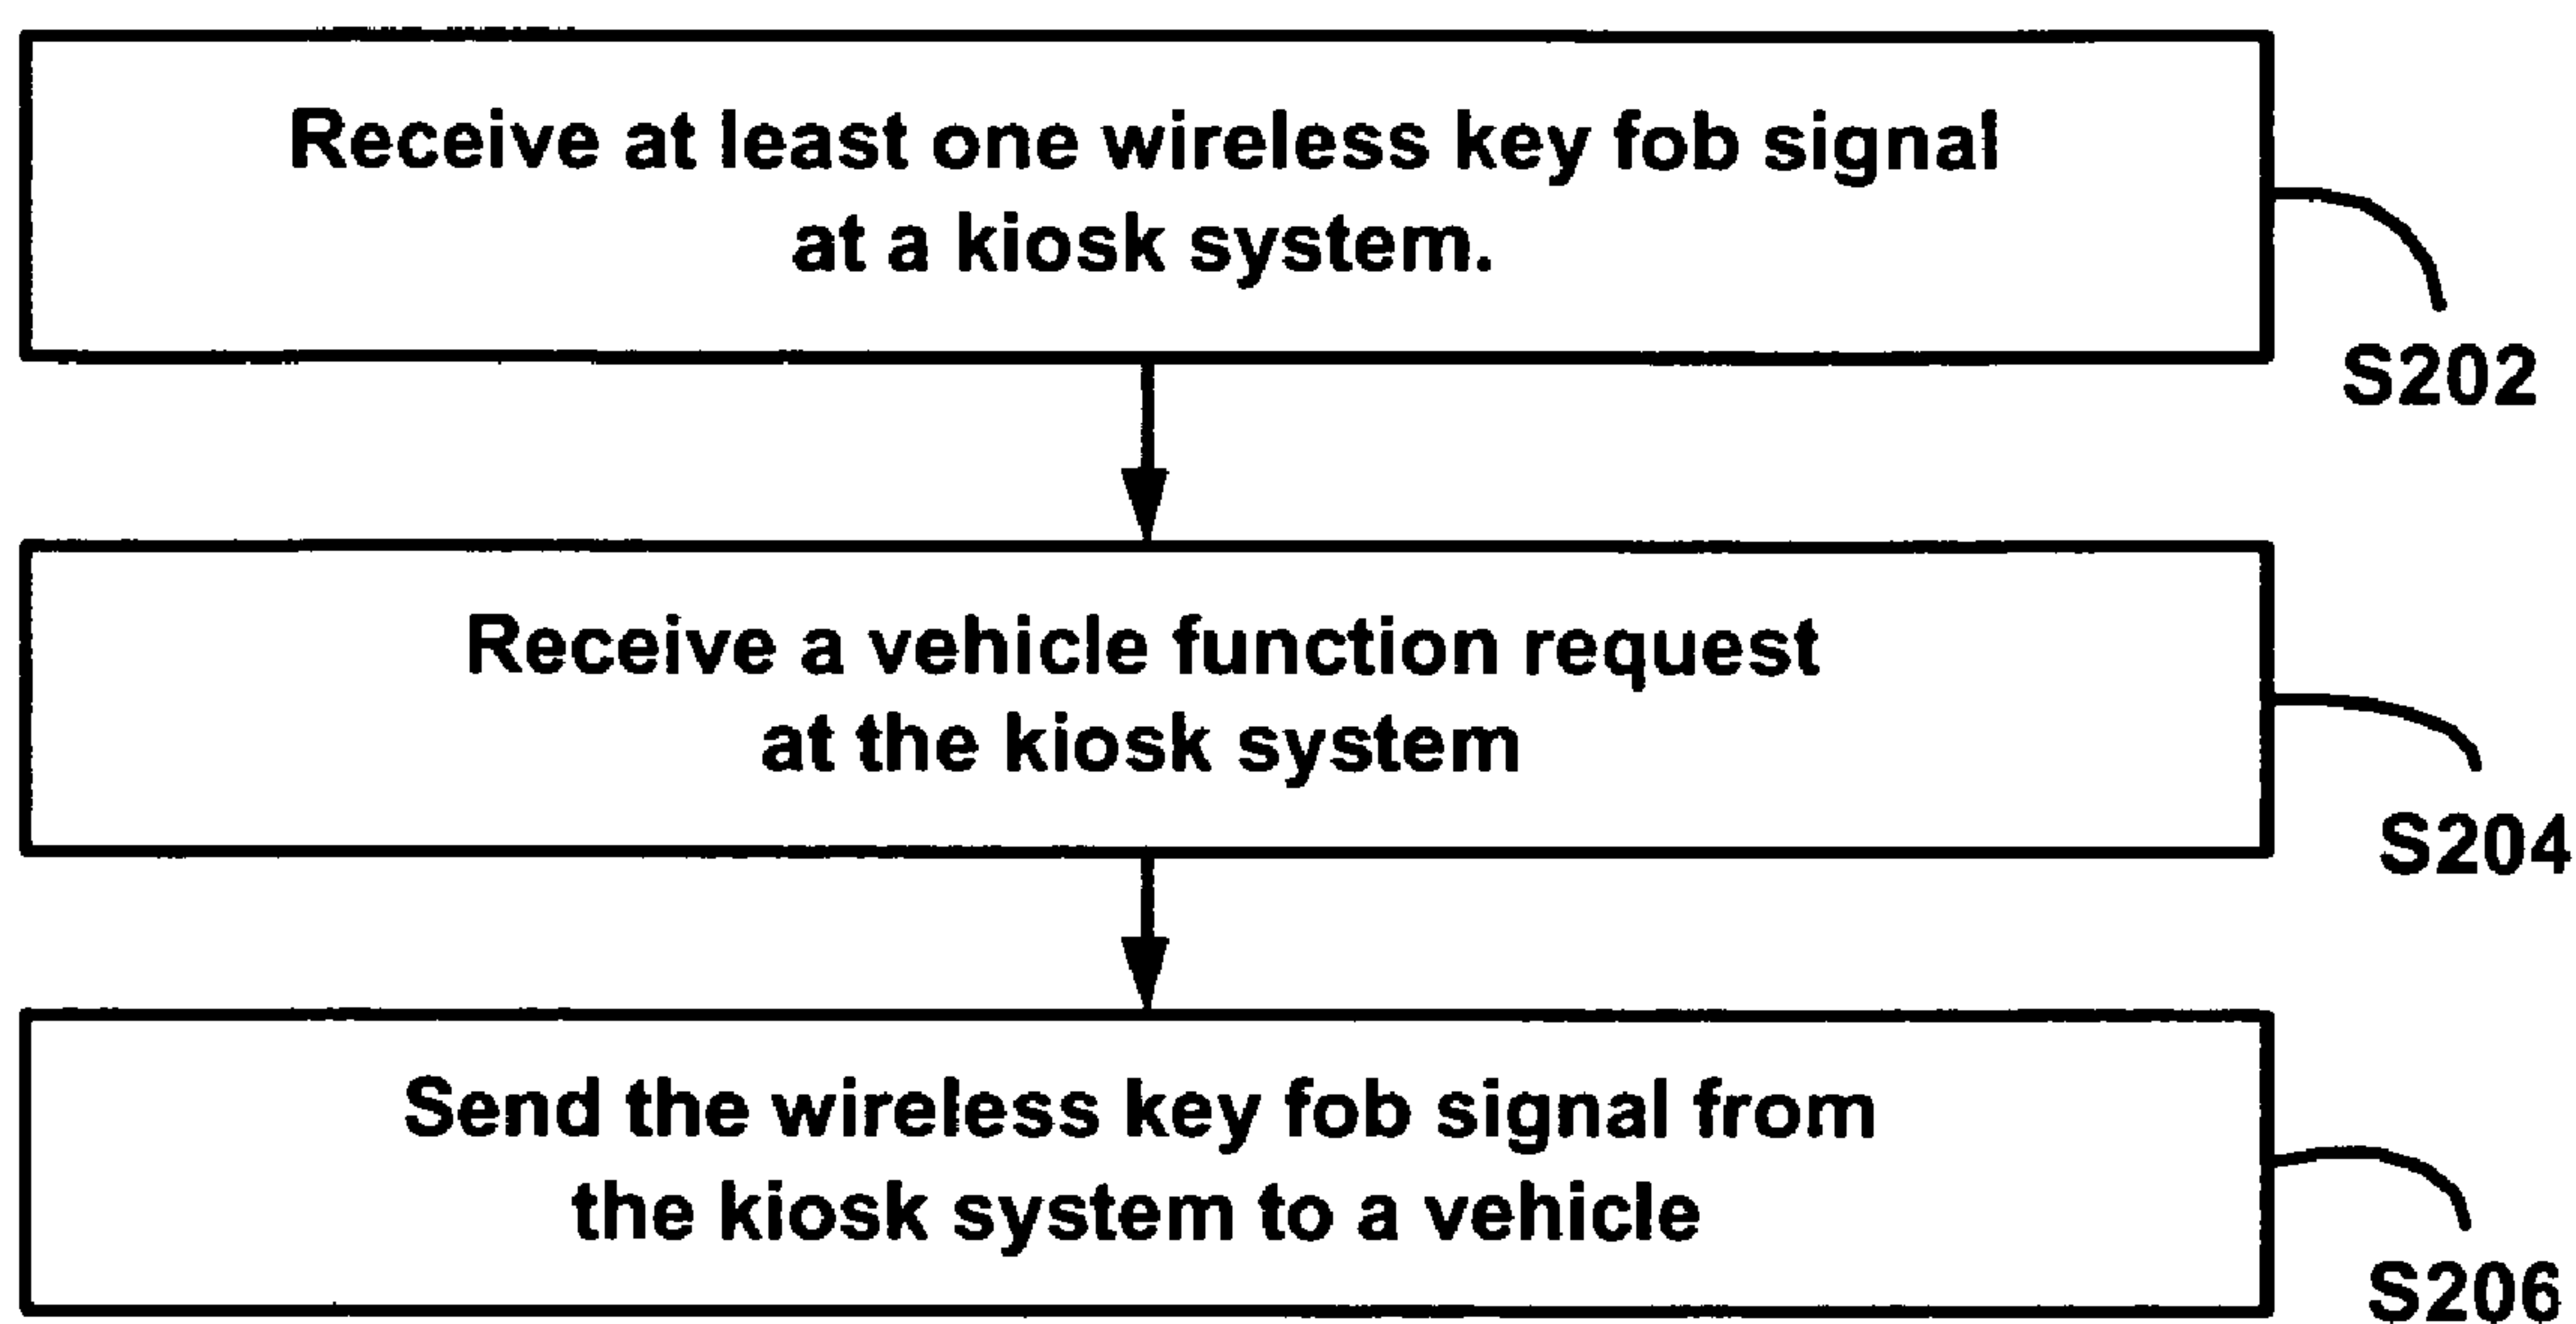 Receive at least one wireless key fob signal
at a kiosk system.
S202
Receive a vehicle function request
at the kiosk system
S204
Send the wireless key fob signal from
the kiosk system to a vehicle
S206